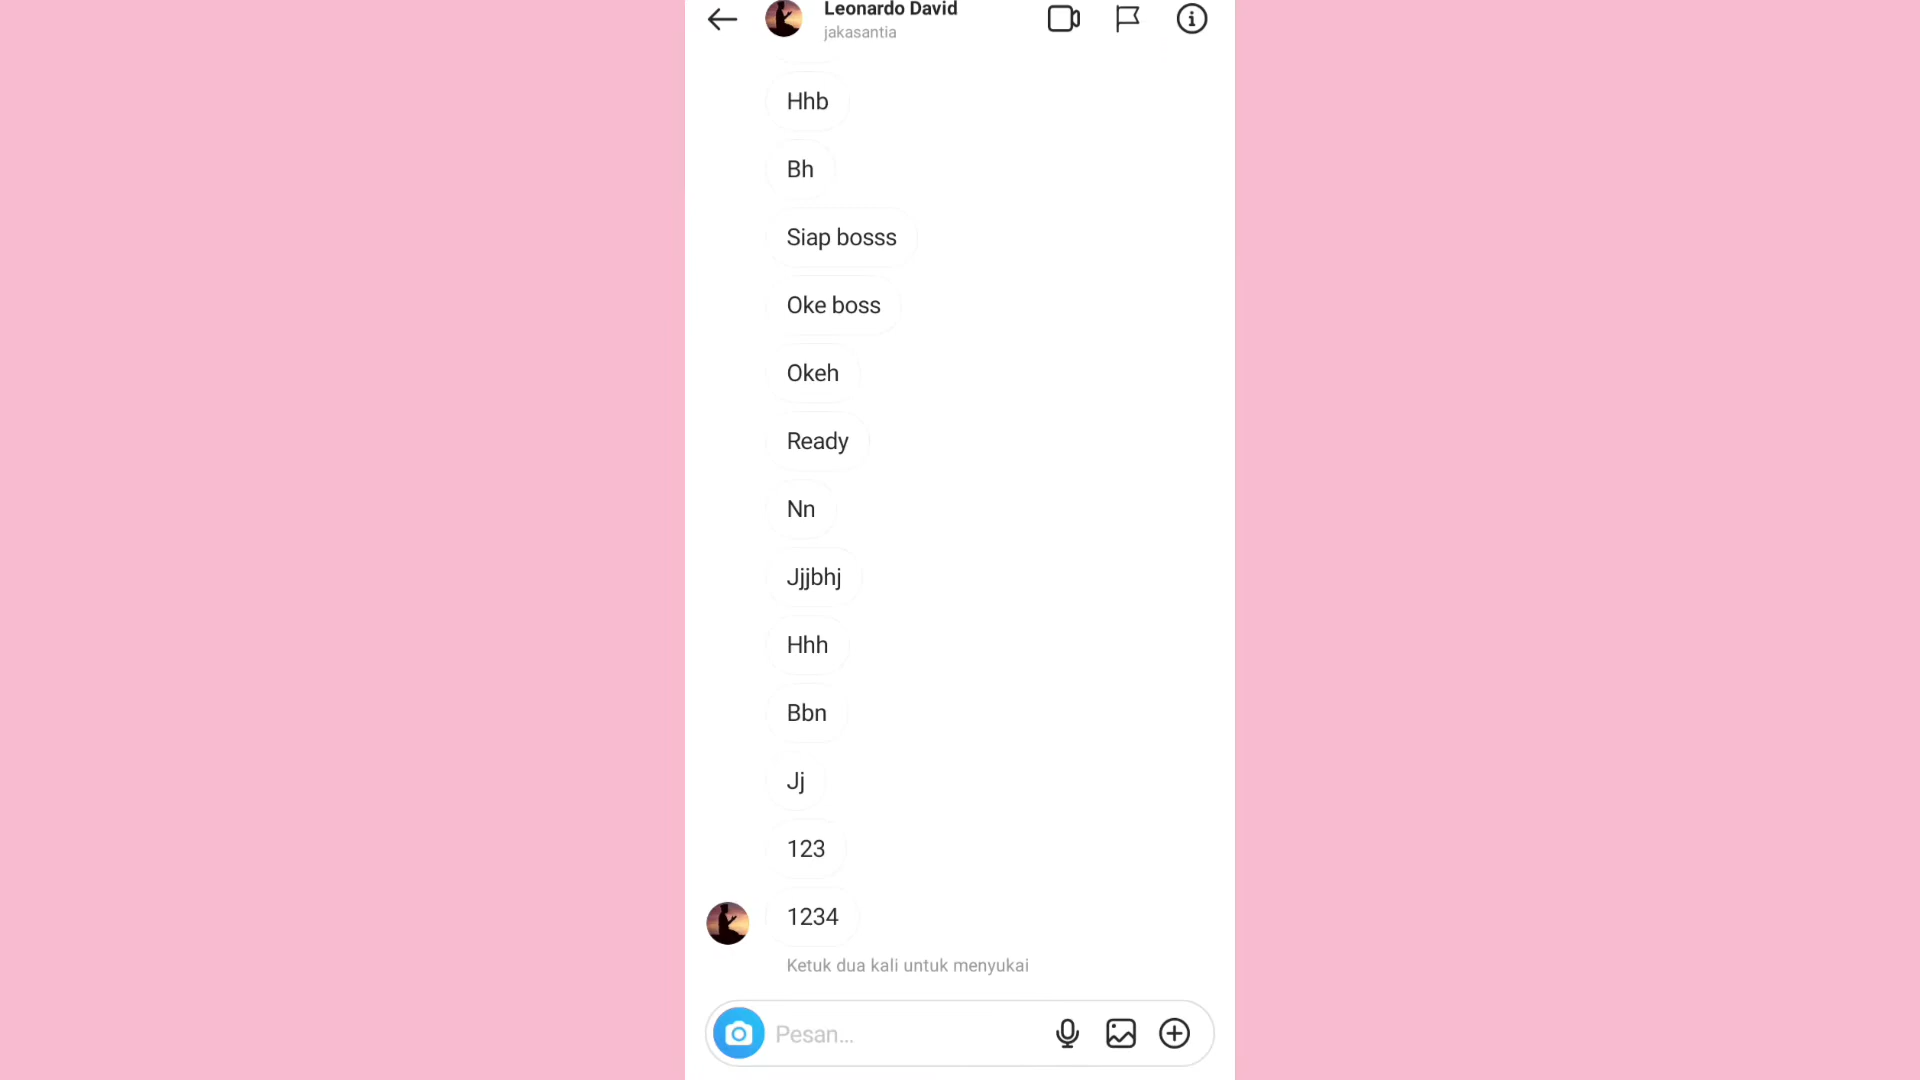 Leonardo David
jakasantia
Hhb
Bh
Siap bosss
Oke boss
Okeh
Ready
Nn
Jjjbhj
Hhh
Bbn
Jj
123
1234
Ketuk dua kali untuk menyukai
Pesan...